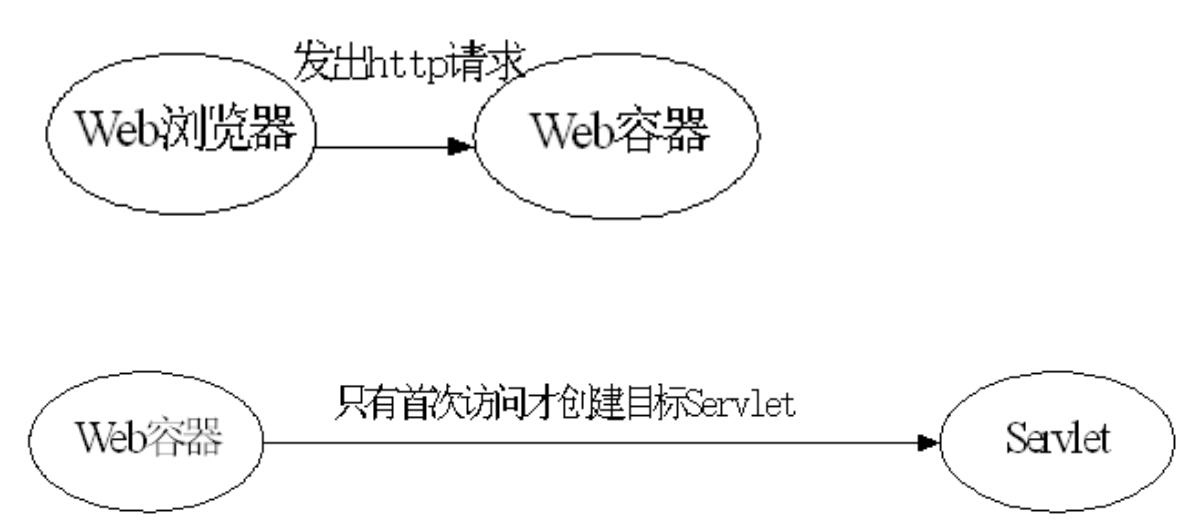 发出http请求
Web浏览器
Web容器
只有首次访问才创建目标Servlet
Web容器
Servlet